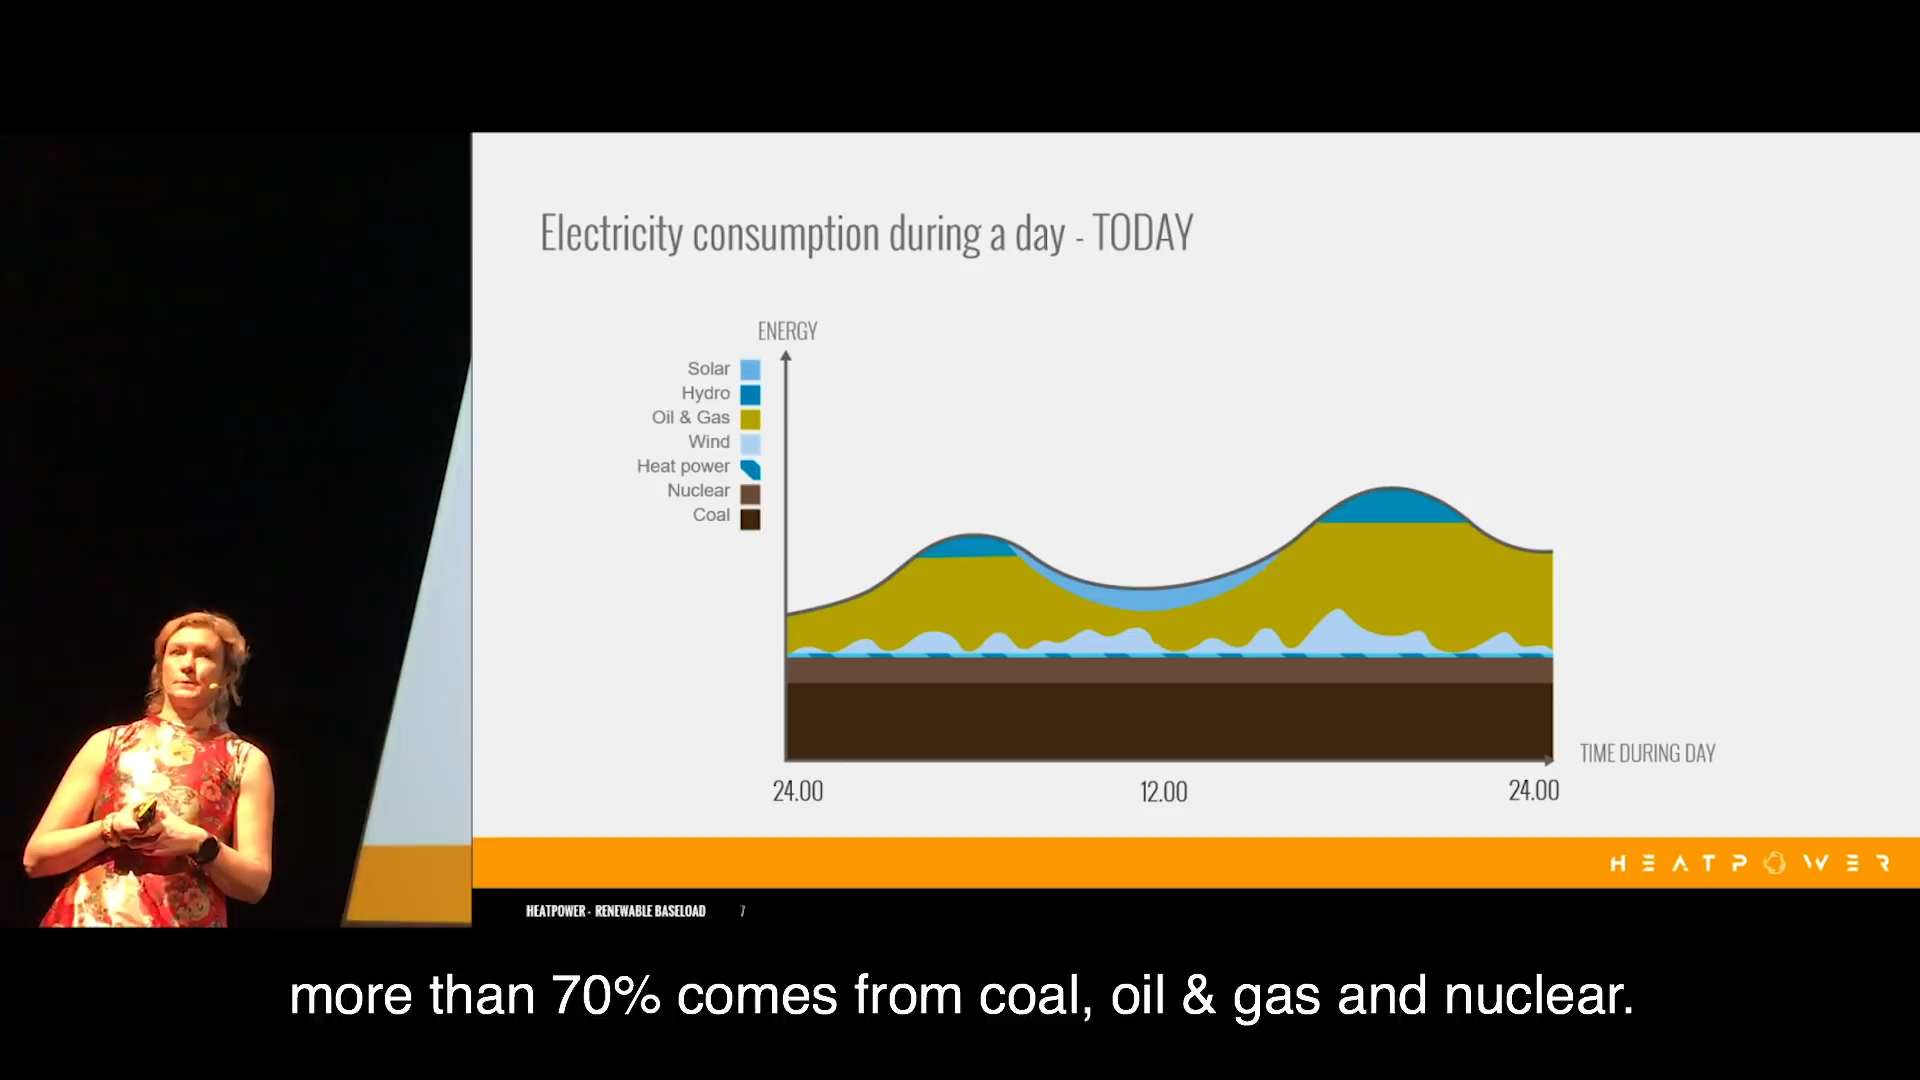 Electricity consumption during a day - TODAY
ENERGY
Solar
Hydro
Oil & Gas
Wind
Heat power
Nuclear
Coal
TIME DURING DAY
24.00
12.00
24.00
HEATPOWER
HEATPOWER - RENEWABLE BASELOAD 7
more than 70% comes from coal, oil & gas and nuclear.